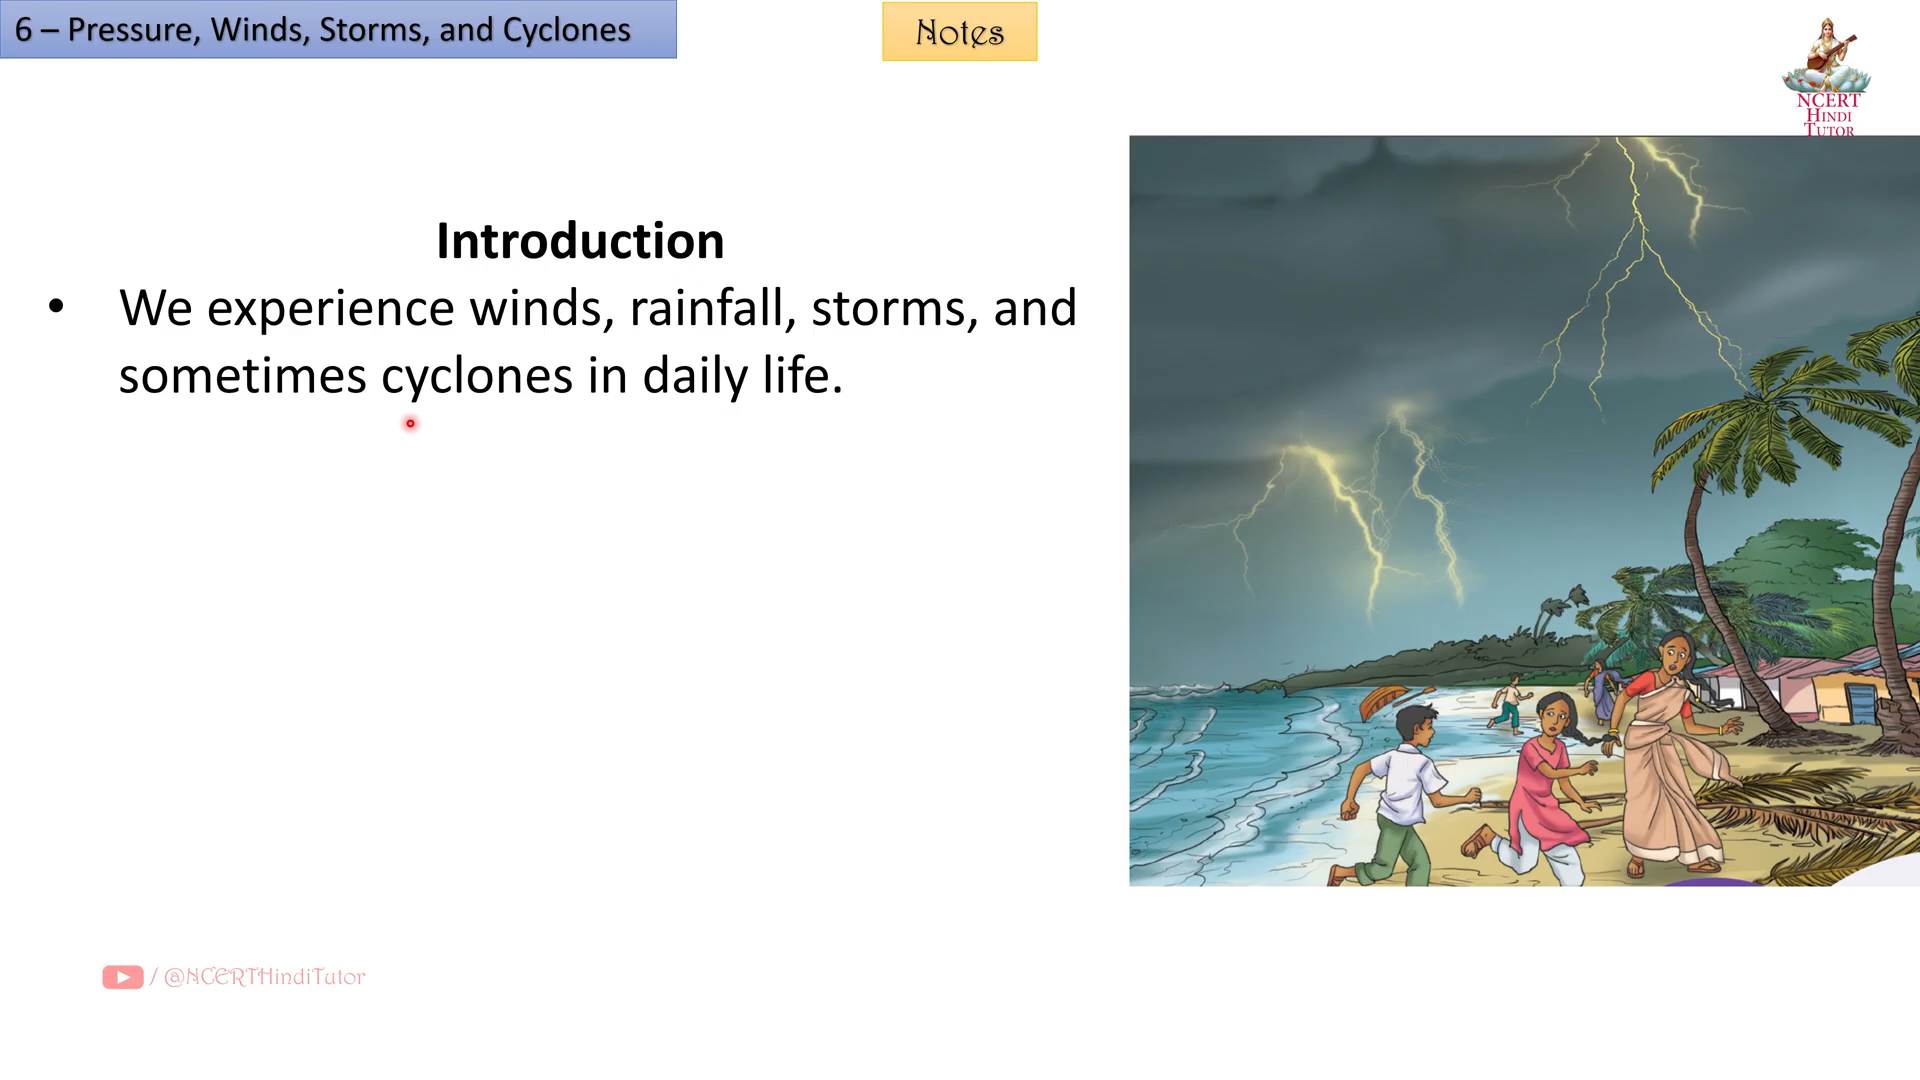 6 – Pressure, Winds, Storms, and Cyclones
Notes
NCERT
HINDI
TUTOR
Introduction
• We experience winds, rainfall, storms, and
sometimes cyclones in daily life.
/ @NCERTHindiTutor